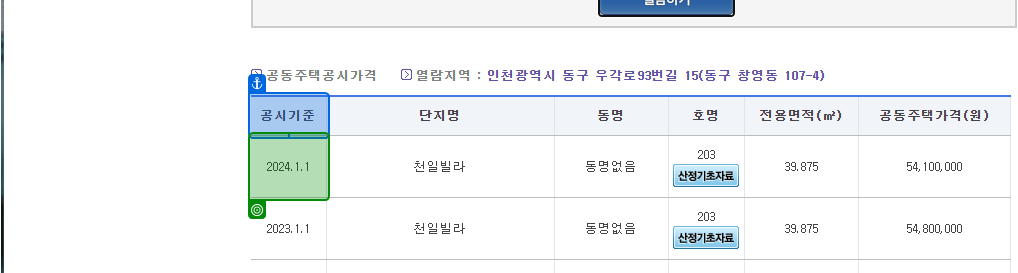 열람하기
공동주택공시가격 열람지역 : 인천광역시 동구 우각로93번길 15(동구 창영동 107-4)
공시기준 단지명 동명 호명 전용면적(㎡) 공동주택가격(원)
2024.1.1 천일빌라 동명없음 203 산정기초자료 39.875 54,100,000
2023.1.1 천일빌라 동명없음 203 산정기초자료 39.875 54,800,000